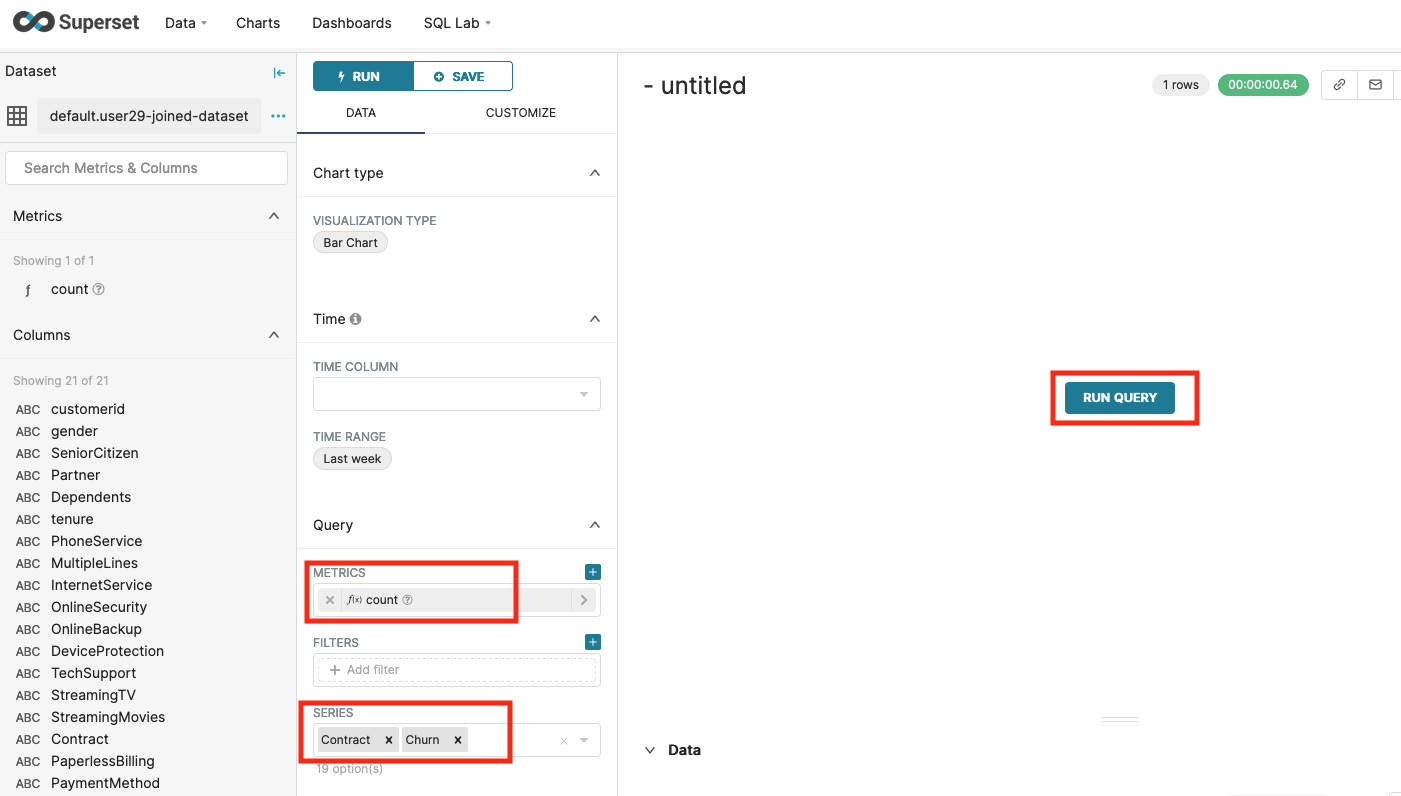 Superset
Data
Charts
Dashboards
SQL Lab
Dataset
default.user29-joined-dataset
Search Metrics & Columns
Metrics
Showing 1 of 1
ƒ count
Columns
Showing 21 of 21
ABC customerid
ABC gender
ABC SeniorCitizen
ABC Partner
ABC Dependents
ABC tenure
ABC PhoneService
ABC MultipleLines
ABC InternetService
ABC OnlineSecurity
ABC OnlineBackup
ABC DeviceProtection
ABC TechSupport
ABC StreamingTV
ABC StreamingMovies
ABC Contract
ABC PaperlessBilling
ABC PaymentMethod
RUN
SAVE
DATA
CUSTOMIZE
Chart type
VISUALIZATION TYPE
Bar Chart
Time
TIME COLUMN
TIME RANGE
Last week
Query
METRICS
ƒ(x) count
FILTERS
+ Add filter
SERIES
Contract × Churn ×
19 option(s)
- untitled
1 rows
00:00:00.64
RUN QUERY
Data